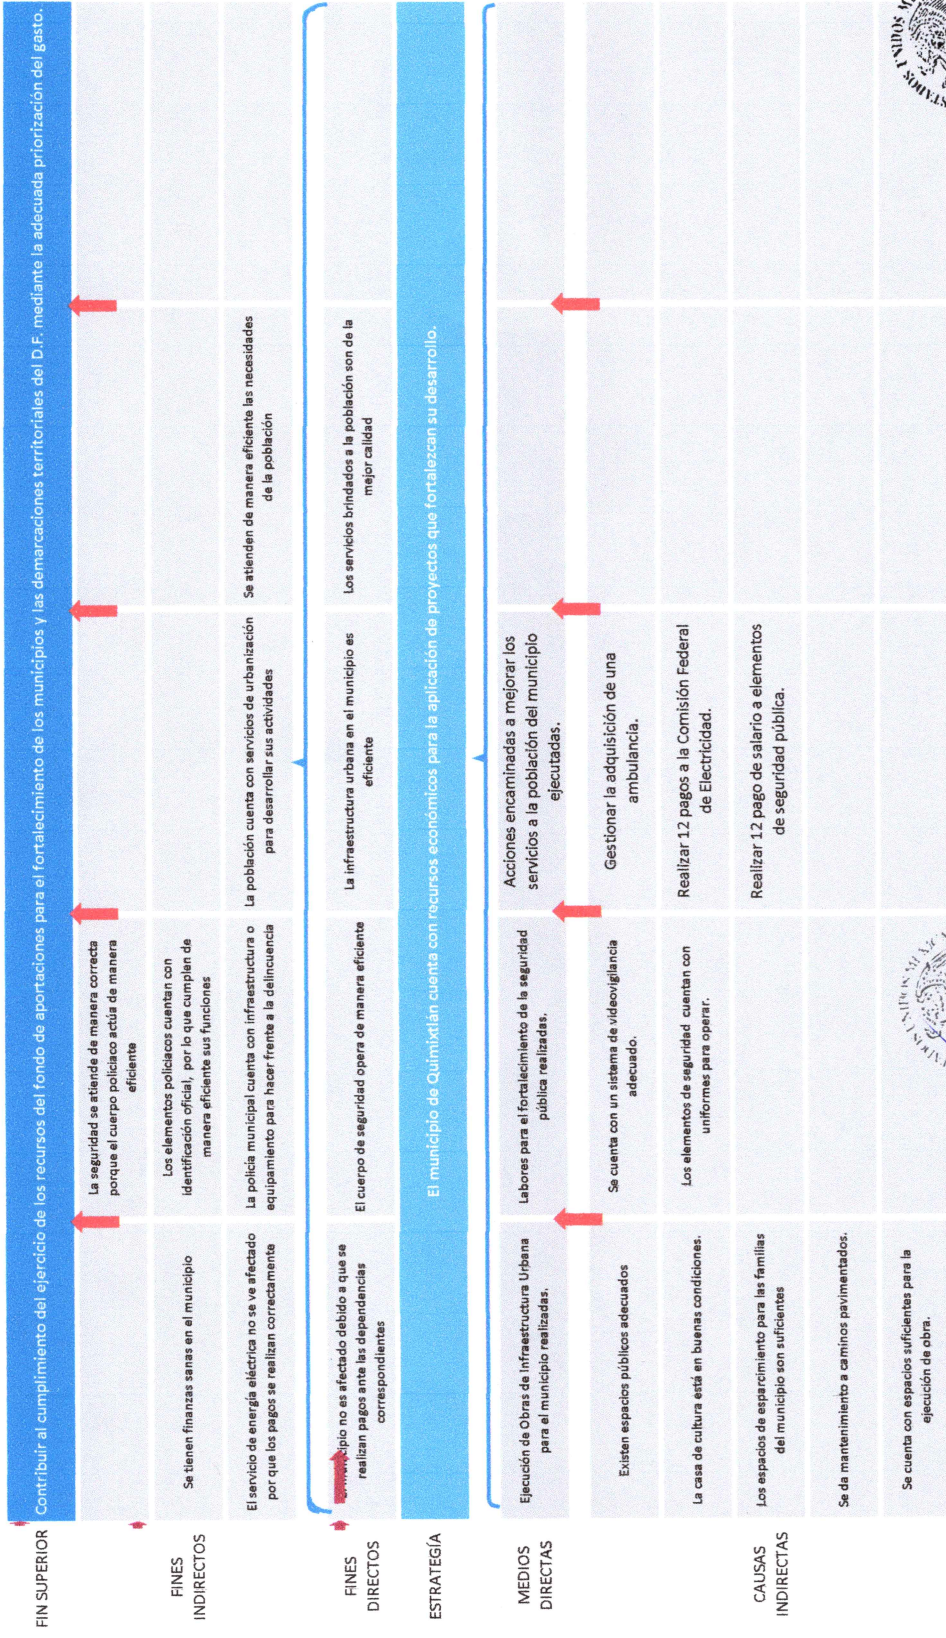 FIN SUPERIOR
Contribuir al cumplimiento del ejercicio de los recursos del fondo de aportaciones para el fortalecimiento de los municipios y las demarcaciones territoriales del D.F. mediante la adecuada priorización del gasto.
La seguridad se atiende de manera correcta
porque el cuerpo policiaco actúa de manera
eficiente
FINES
INDIRECTOS
Se tienen finanzas sanas en el municipio
Los elementos policiacos cuentan con
identificación oficial, por lo que cumplen de
manera eficiente sus funciones
El servicio de energía eléctrica no se ve afectado
por que los pagos se realizan correctamente
La policía municipal cuenta con infraestructura o
equipamiento para hacer frente a la delincuencia
La población cuenta con servicios de urbanización
para desarrollar sus actividades
Se atienden de manera eficiente las necesidades
de la población
FINES
DIRECTOS
no es afectado debido a que se
realizan pagos ante las dependencias
correspondientes
El cuerpo de seguridad opera de manera eficiente
La infraestructura urbana en el municipio es
eficiente
Los servicios brindados a la población son de la
mejor calidad
ESTRATEGÍA
El municipio de Quimixtlán cuenta con recursos económicos para la aplicación de proyectos que fortalezcan su desarrollo.
MEDIOS
DIRECTAS
Ejecución de Obras de Infraestructura Urbana
para el municipio realizadas.
Labores para el fortalecimiento de la seguridad
pública realizadas.
Acciones encaminadas a mejorar los
servicios a la población del municipio
ejecutadas.
CAUSAS
INDIRECTAS
Existen espacios públicos adecuados
Se cuenta con un sistema de videovigilancia
adecuado.
Gestionar la adquisición de una
ambulancia.
La casa de cultura está en buenas condiciones.
Los elementos de seguridad cuentan con
uniformes para operar.
Realizar 12 pagos a la Comisión Federal
de Electricidad.
Los espacios de esparcimiento para las familias
del municipio son suficientes
Realizar 12 pago de salario a elementos
de seguridad pública.
Se da mantenimiento a caminos pavimentados.
Se cuenta con espacios suficientes para la
ejecución de obra.
ESTADOS UNIDOS